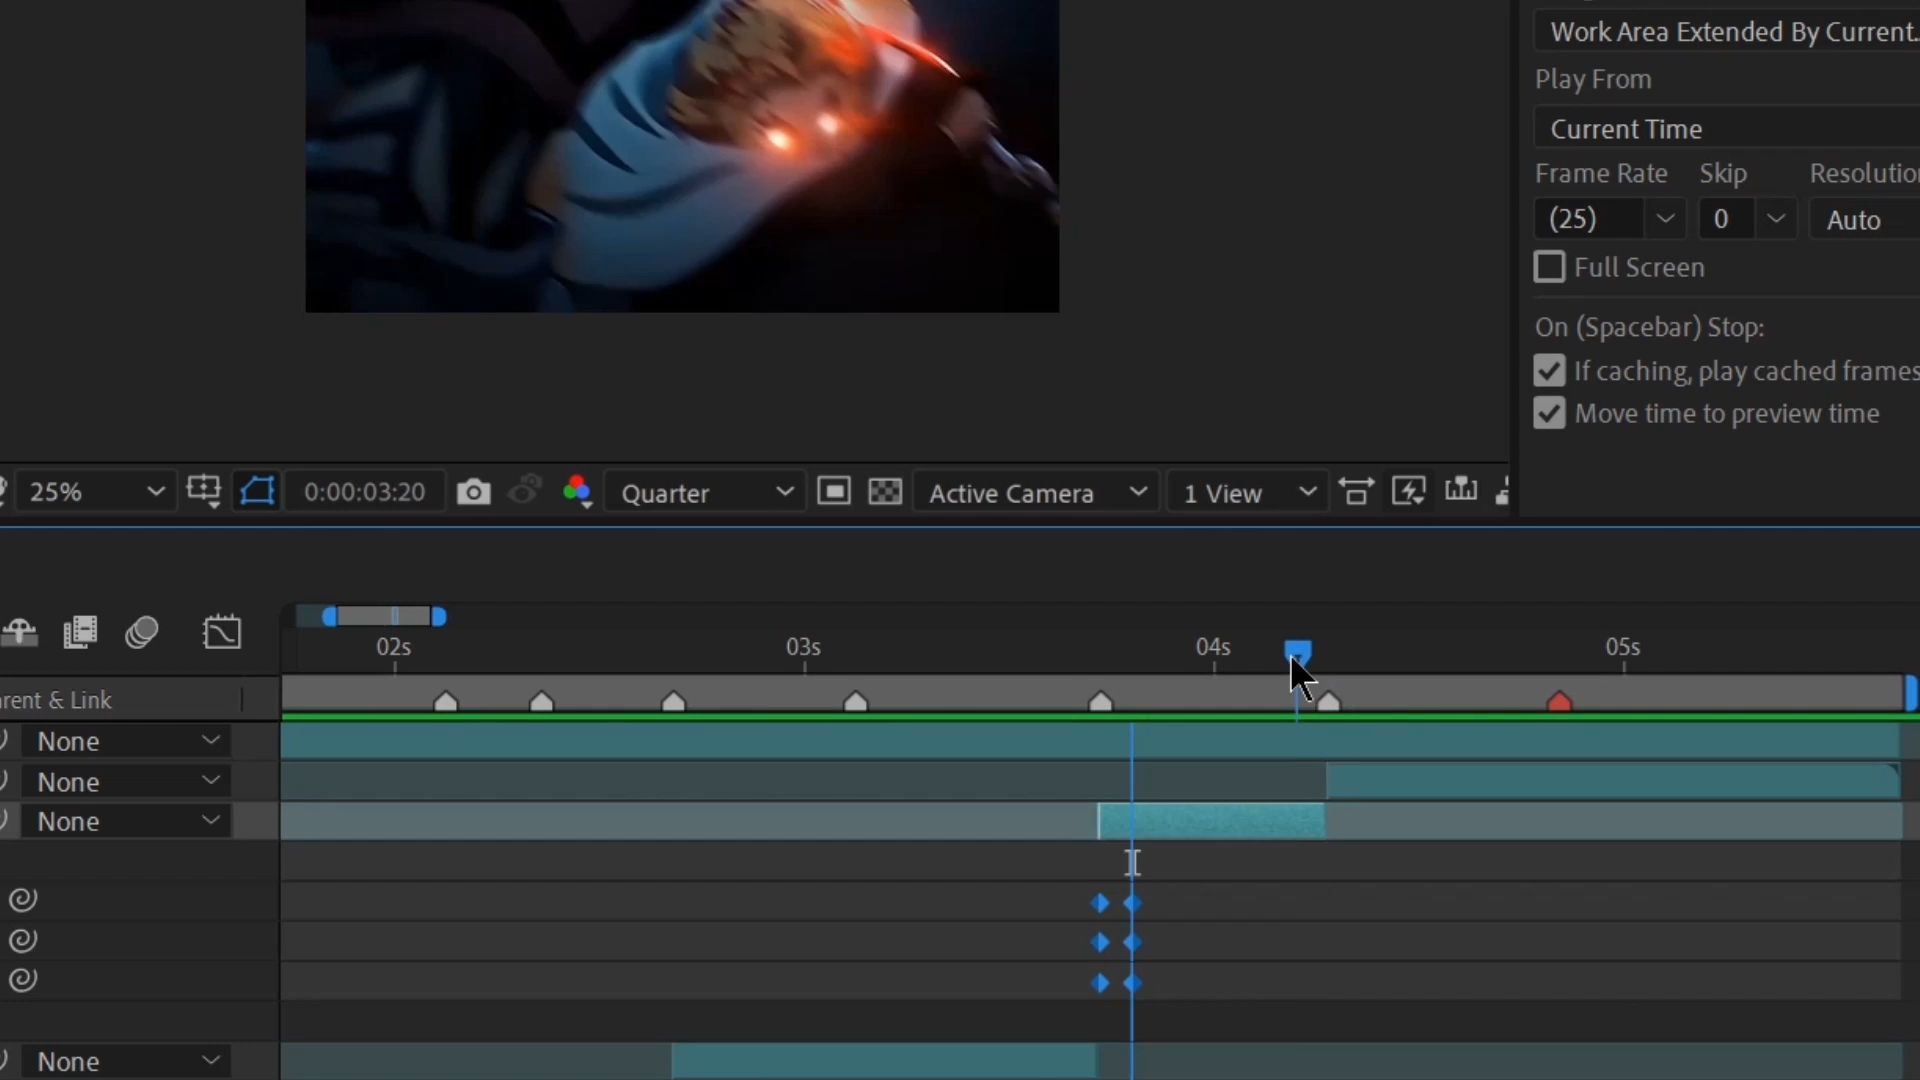 Work Area Extended By Current..
Play From
Current Time
Frame Rate Skip Resolution
(25) 0 Auto
Full Screen
On (Spacebar) Stop:
If caching, play cached frames
Move time to preview time
25% 0:00:03:20 Quarter Active Camera 1 View
02s 03s 04s 05s
rent & Link
None
None
None
None